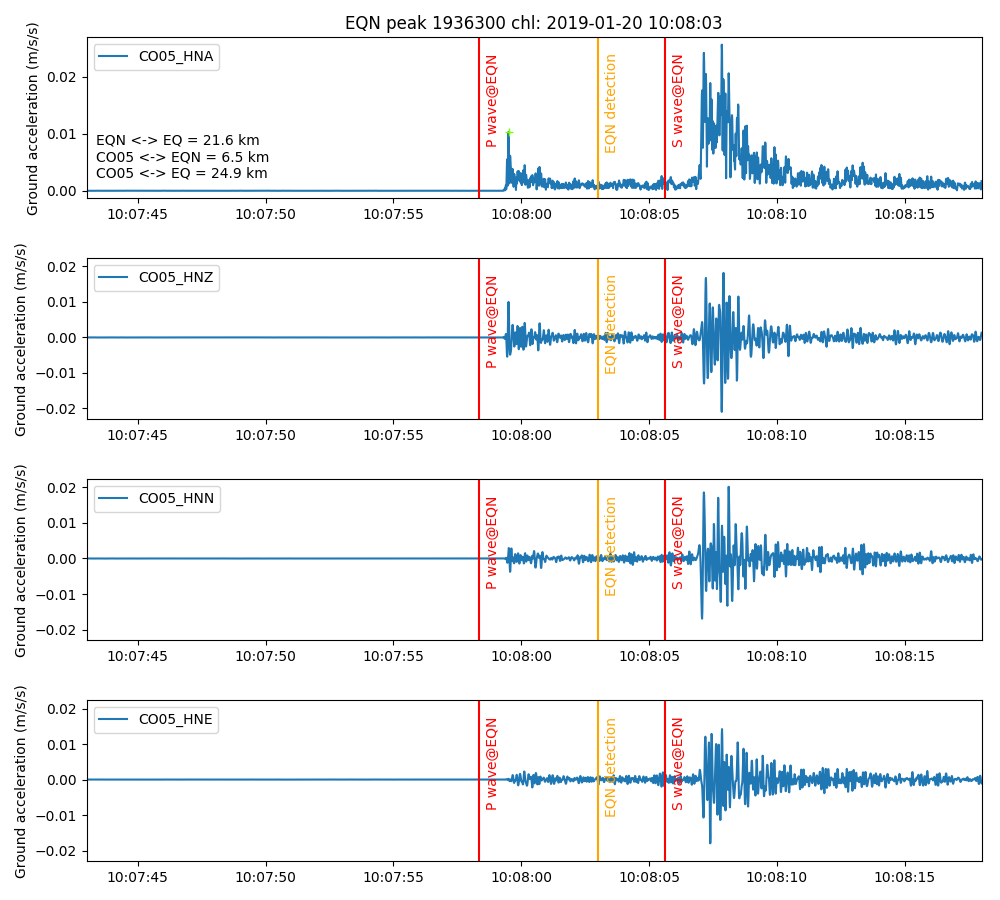 EQN peak 1936300 chl: 2019-01-20 10:08:03
Ground acceleration (m/s/s)
0.02
0.01
0.00
CO05_HNA
EQN <-> EQ = 21.6 km
CO05 <-> EQN = 6.5 km
CO05 <-> EQ = 24.9 km
P wave@EQN
EQN detection
S wave@EQN
10:07:45 10:07:50 10:07:55 10:08:00 10:08:05 10:08:10 10:08:15
Ground acceleration (m/s/s)
0.02
0.01
0.00
−0.01
−0.02
CO05_HNZ
P wave@EQN
EQN detection
S wave@EQN
10:07:45 10:07:50 10:07:55 10:08:00 10:08:05 10:08:10 10:08:15
Ground acceleration (m/s/s)
0.02
0.01
0.00
−0.01
−0.02
CO05_HNN
P wave@EQN
EQN detection
S wave@EQN
10:07:45 10:07:50 10:07:55 10:08:00 10:08:05 10:08:10 10:08:15
Ground acceleration (m/s/s)
0.02
0.01
0.00
−0.01
−0.02
CO05_HNE
P wave@EQN
EQN detection
S wave@EQN
10:07:45 10:07:50 10:07:55 10:08:00 10:08:05 10:08:10 10:08:15